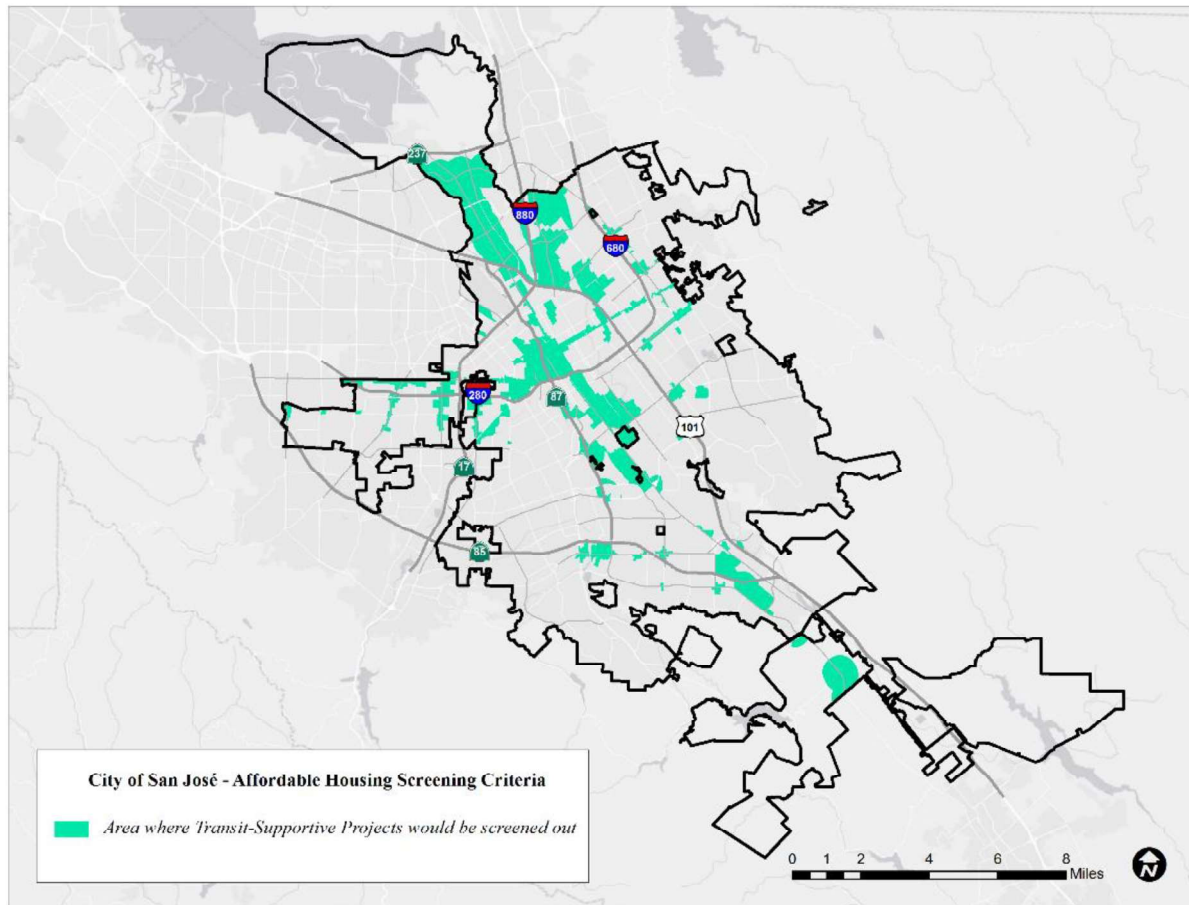 237
880
680
280
87
101
17
85
City of San José - Affordable Housing Screening Criteria
Area where Transit-Supportive Projects would be screened out
0 1 2 4 6 8
Miles
N